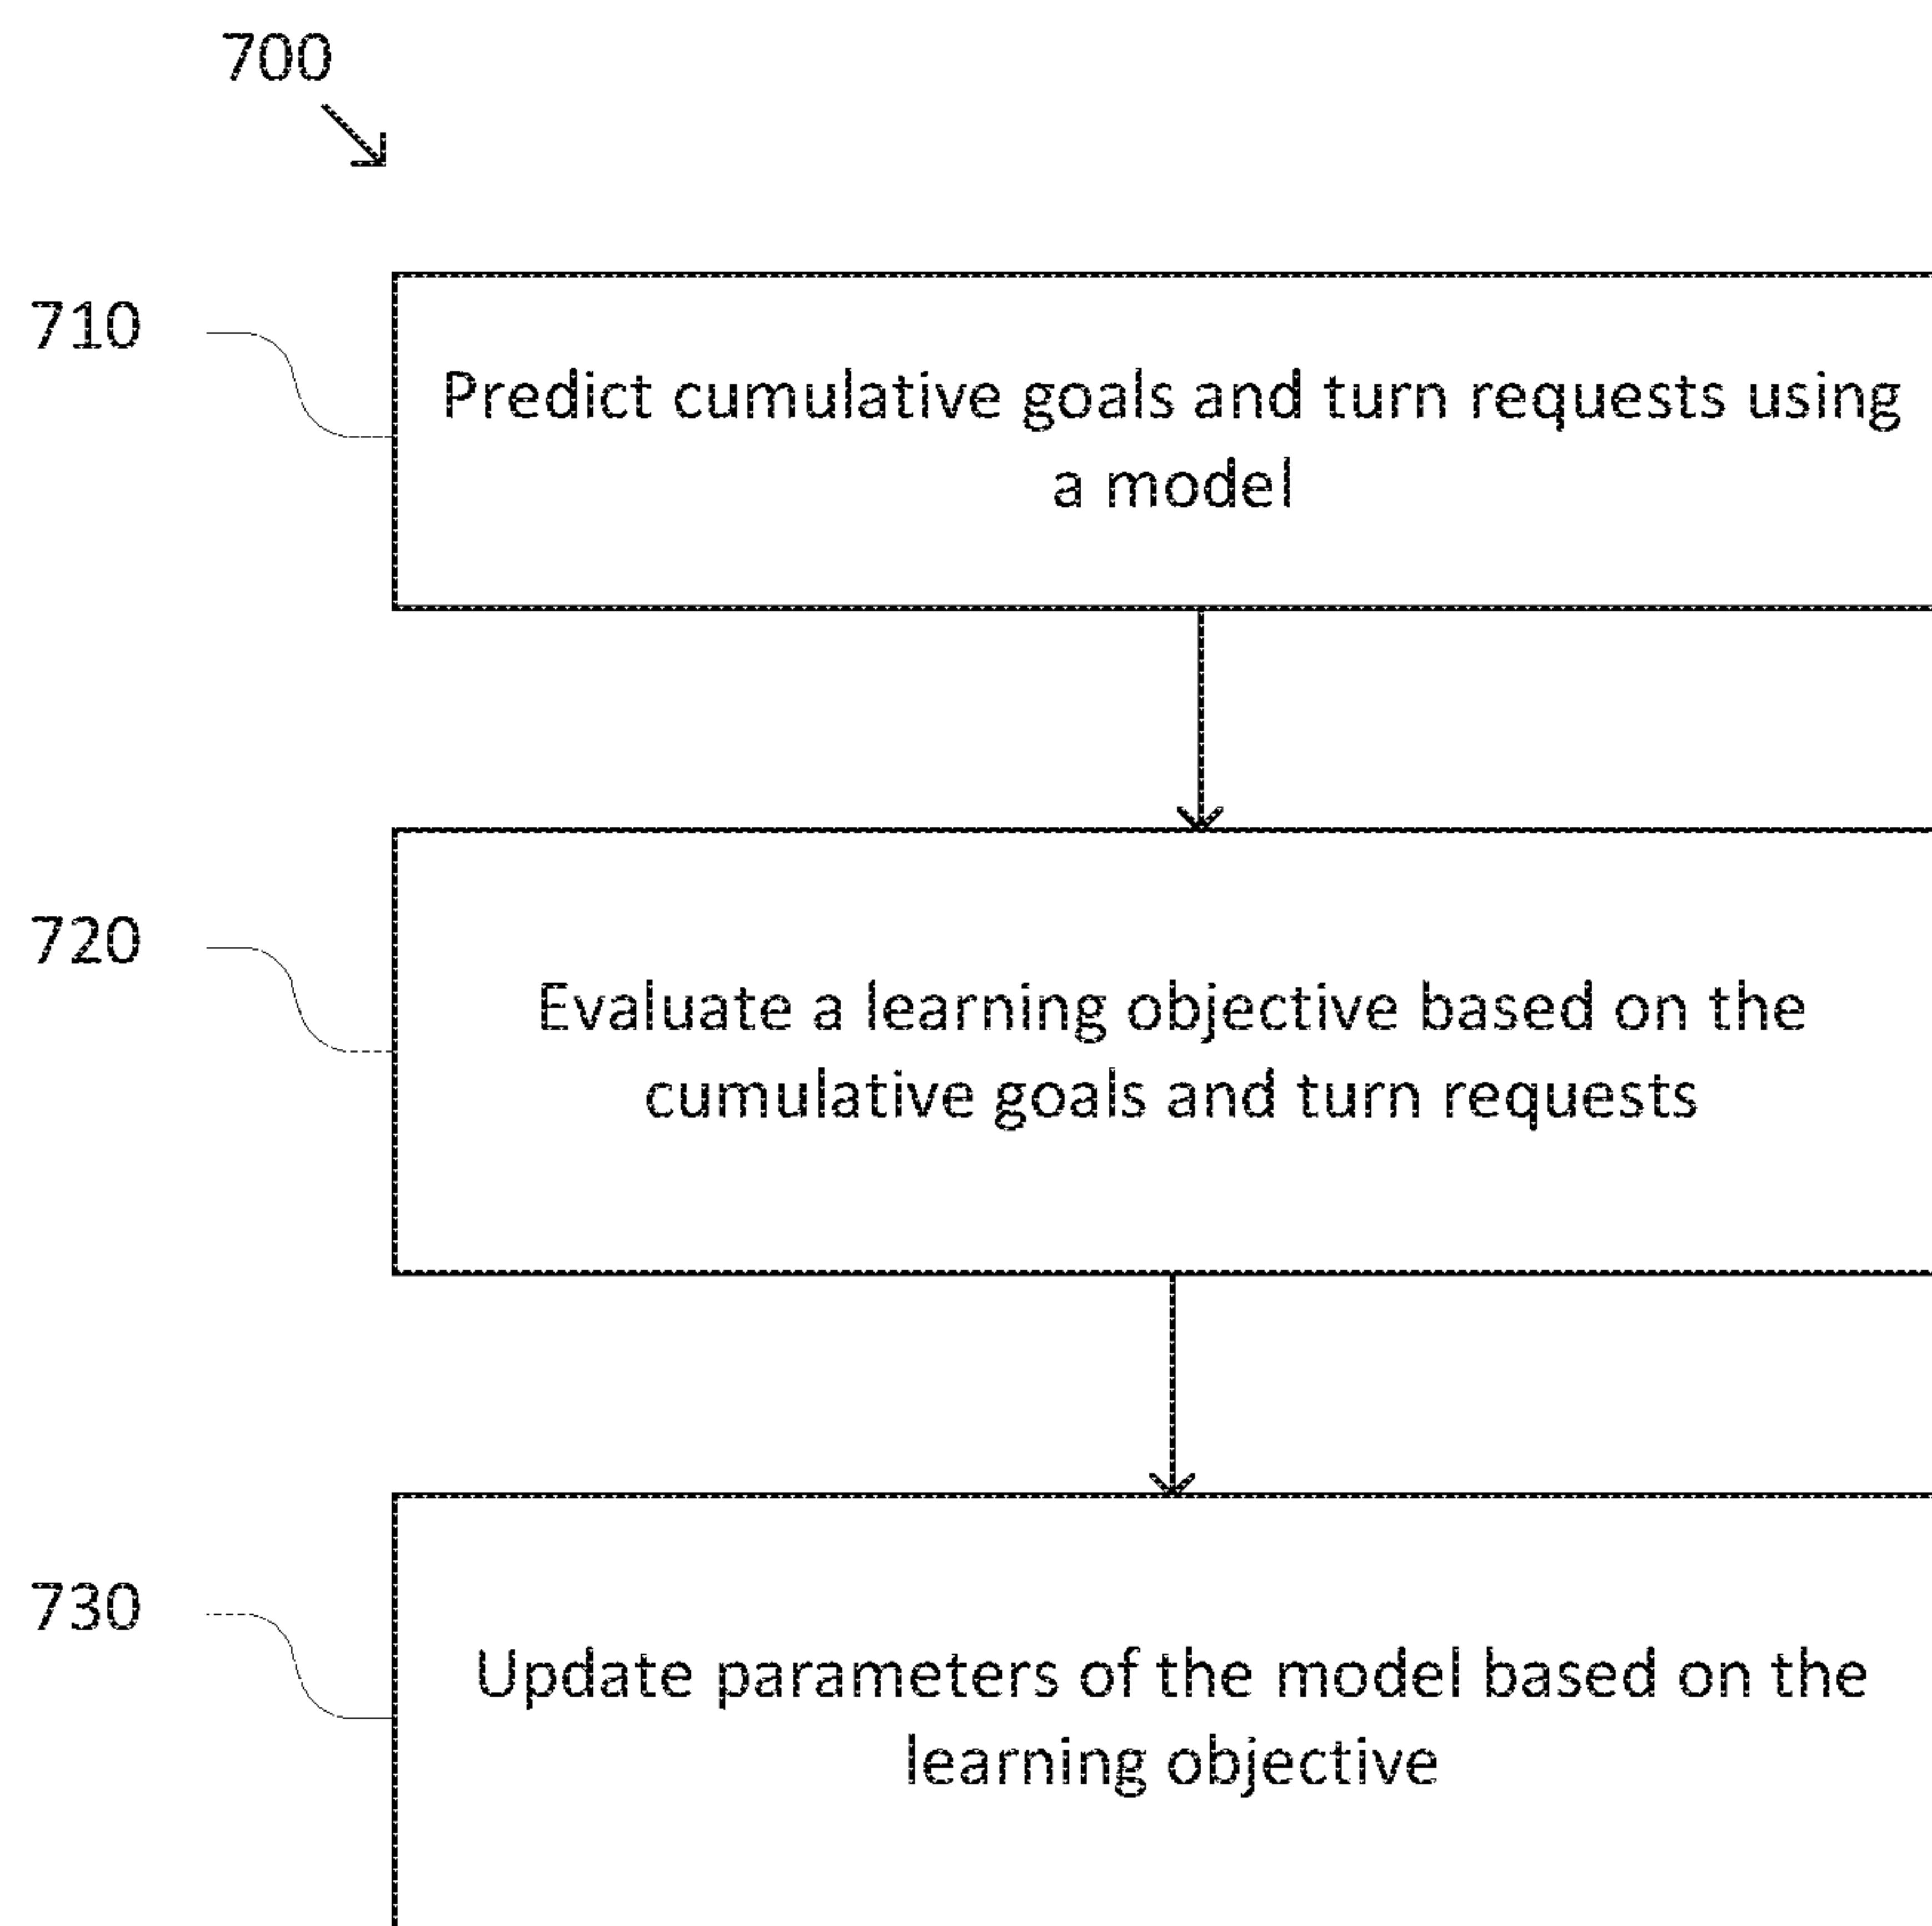 700
710
Predict cumulative goals and turn requests using
a model
720
Evaluate a learning objective based on the
cumulative goals and turn requests
730
Update parameters of the model based on the
learning objective